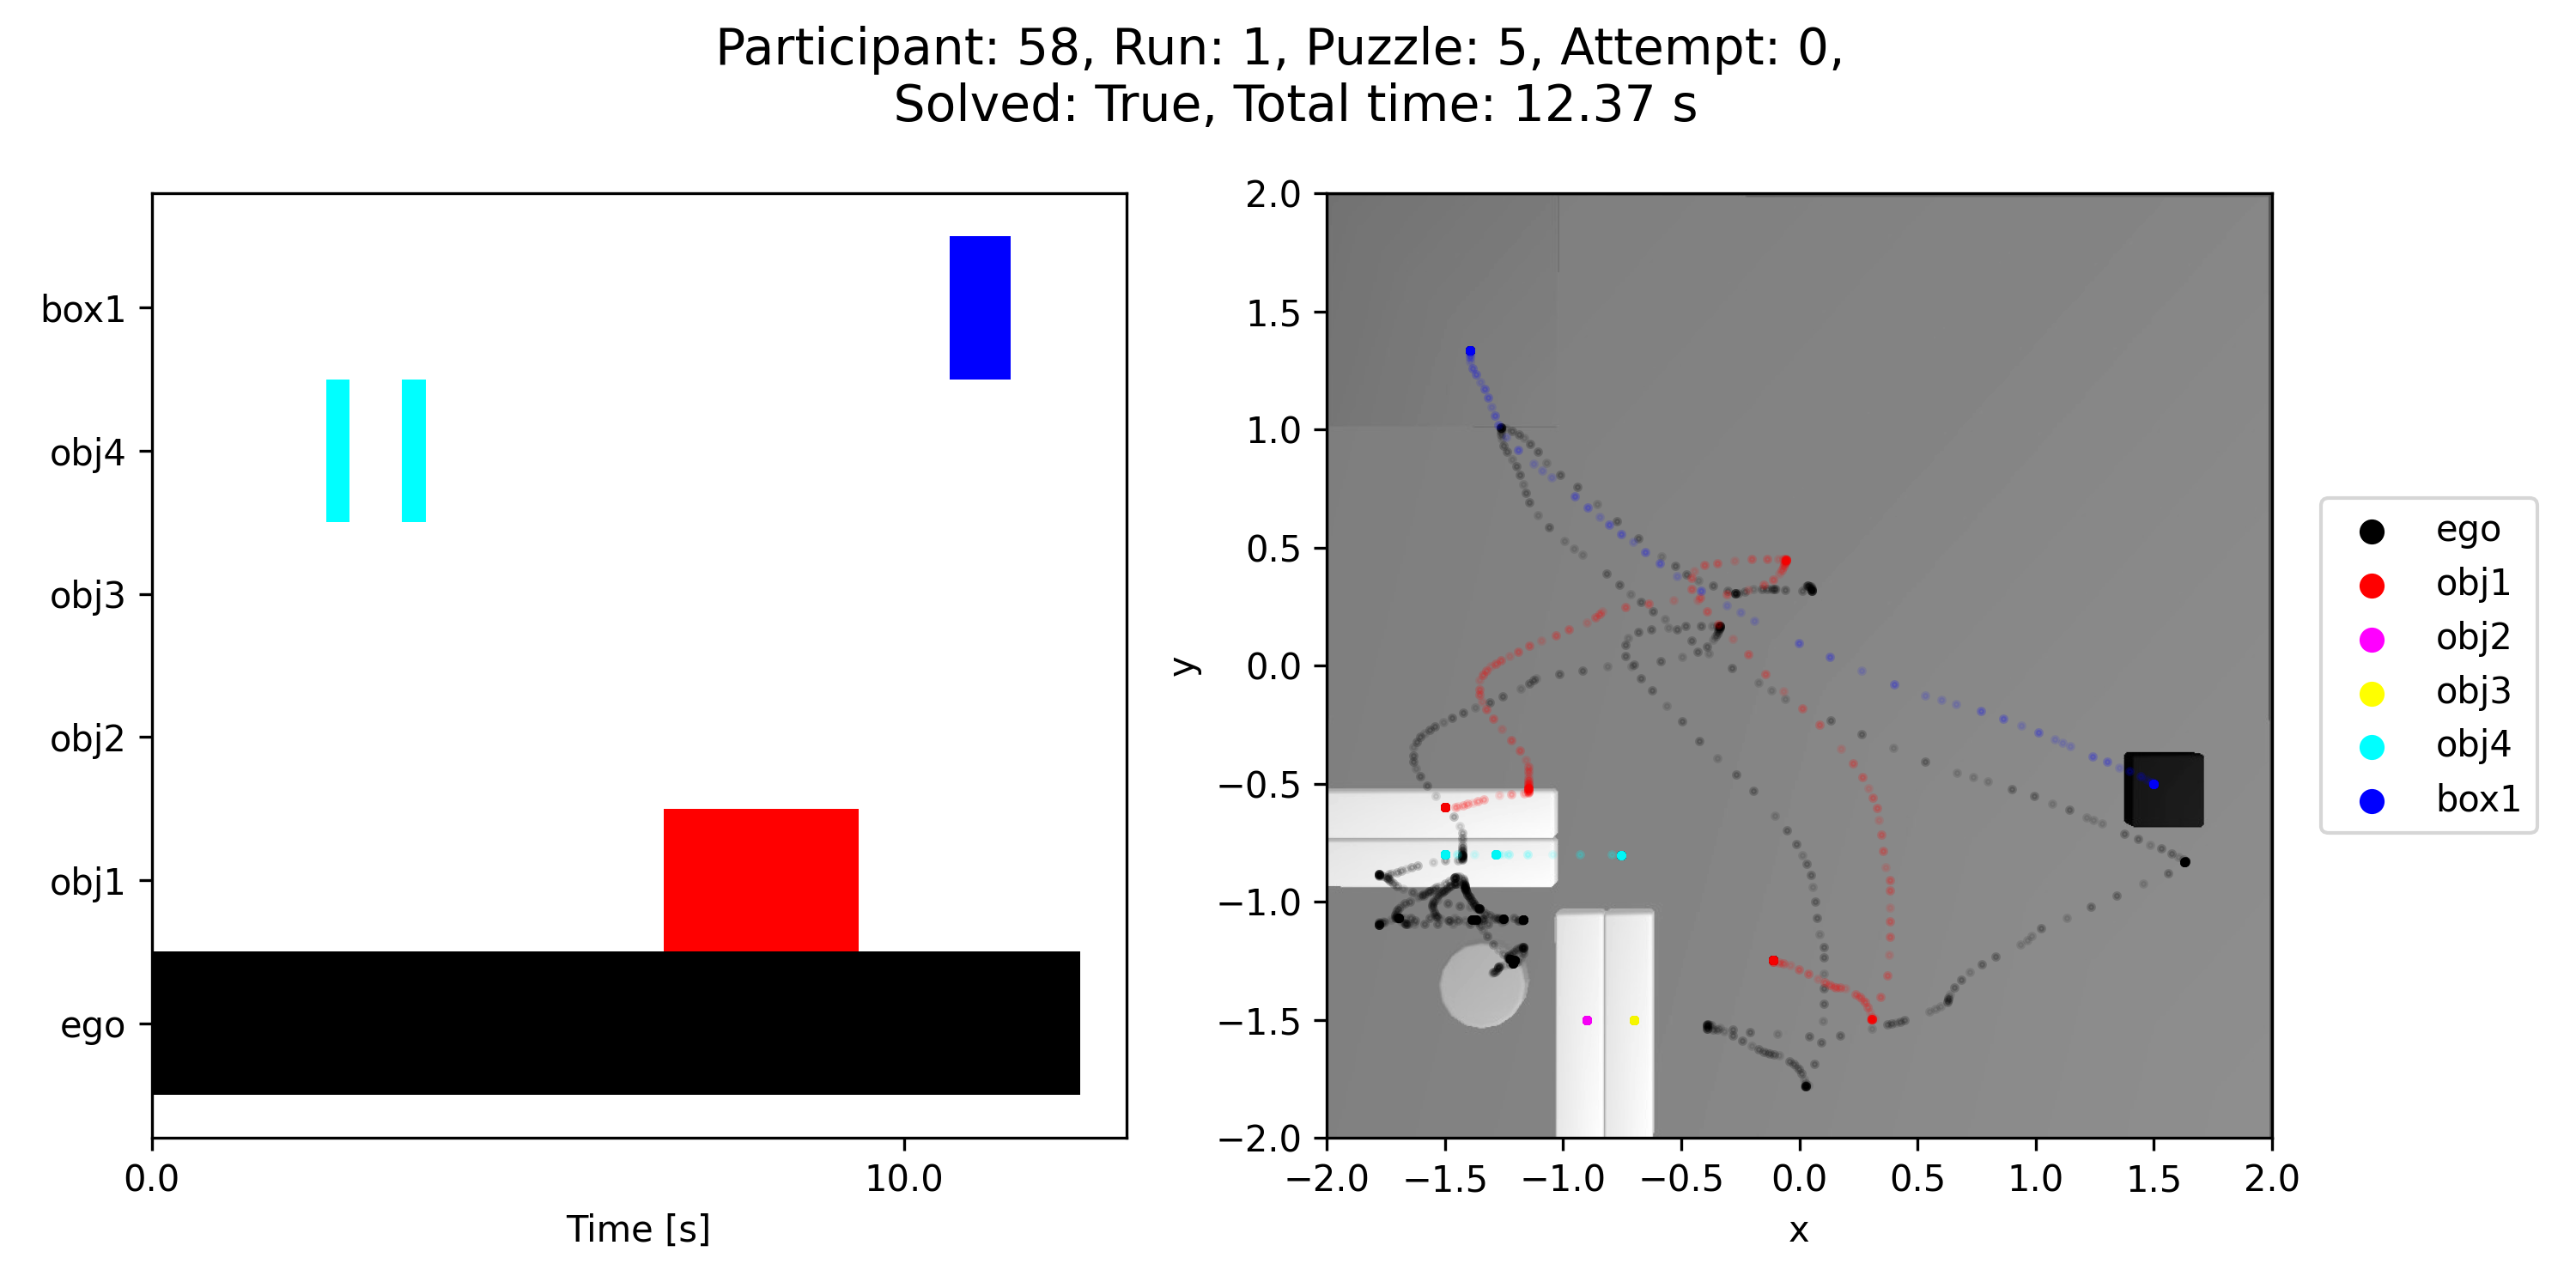 Participant: 58, Run: 1, Puzzle: 5, Attempt: 0,
Solved: True, Total time: 12.37 s
box1
obj4
obj3
obj2
obj1
ego
0.0 10.0
Time [s]
2.0
1.5
1.0
0.5
0.0
−0.5
−1.0
−1.5
−2.0
y
−2.0 −1.5 −1.0 −0.5 0.0 0.5 1.0 1.5 2.0
x
ego
obj1
obj2
obj3
obj4
box1